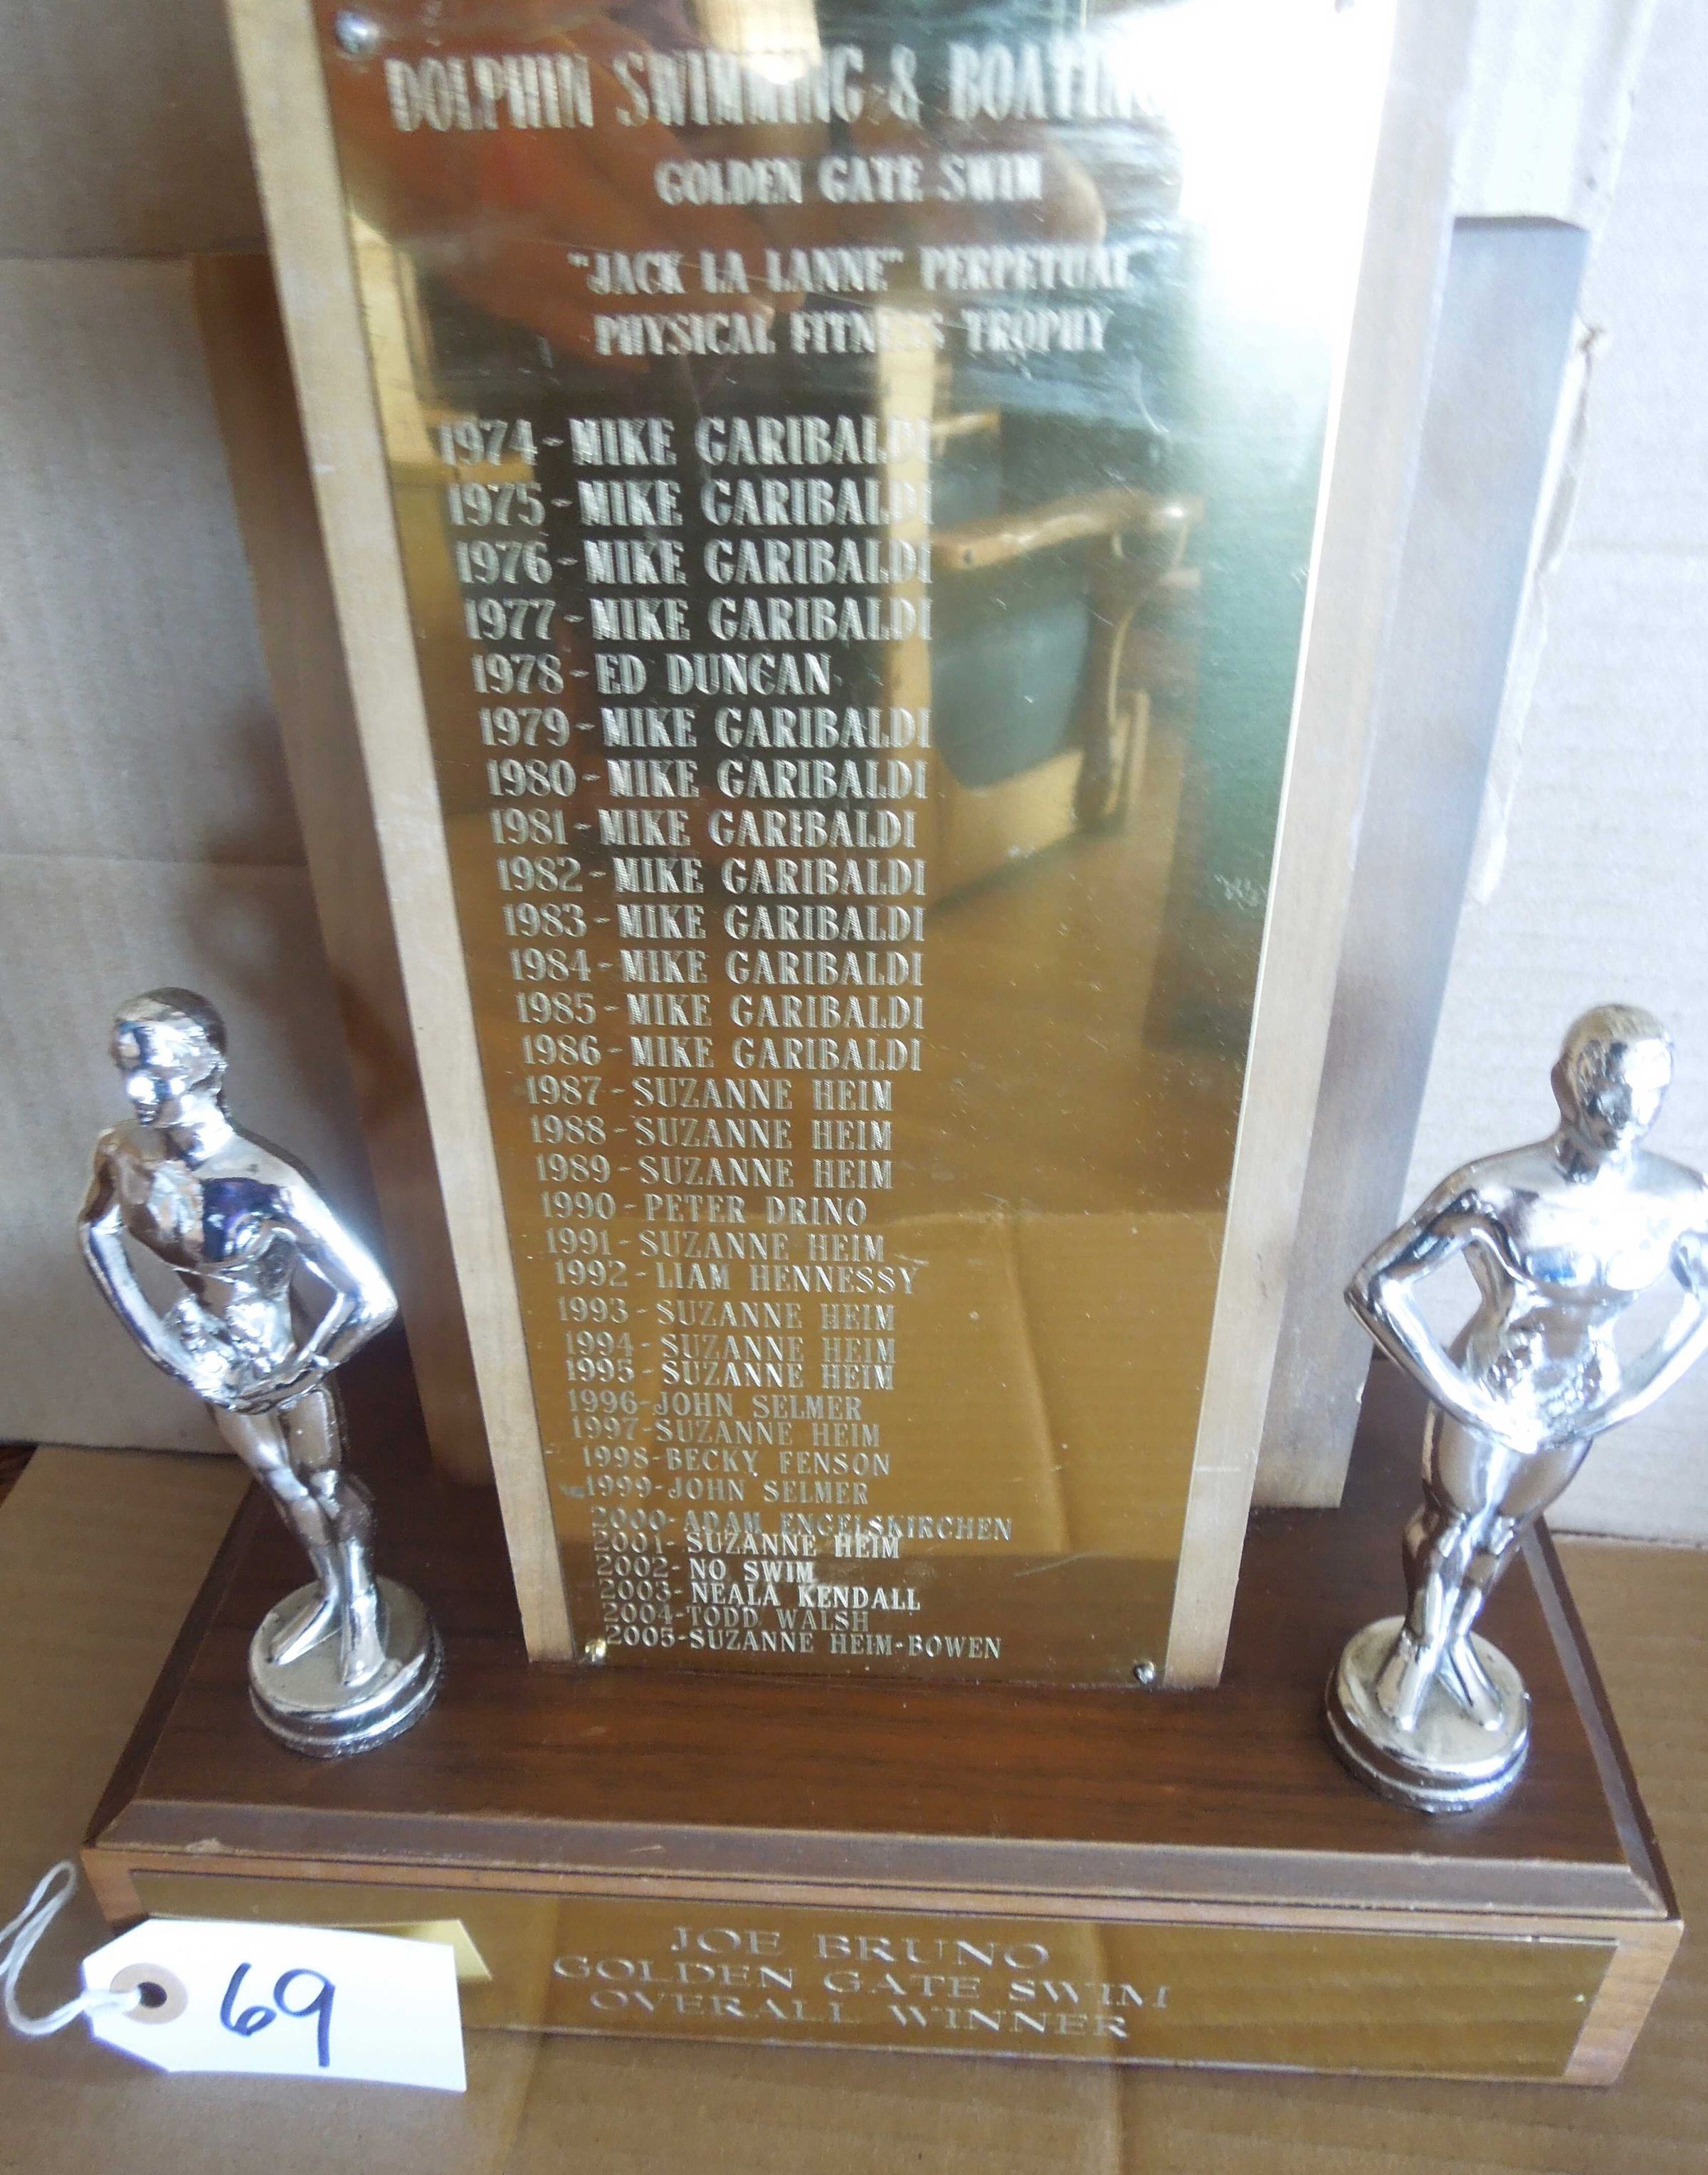 DOLPHIN SWIMMING & BOATING
GOLDEN GATE SWIM
"JACK LA LANNE" PERPETUAL
PHYSICAL FITNESS TROPHY
1974-MIKE GARIBALDI
1975-MIKE GARIBALDI
1976-MIKE GARIBALDI
1977-MIKE GARIBALDI
1978-ED DUNCAN
1979-MIKE GARIBALDI
1980-MIKE GARIBALDI
1981-MIKE GARIBALDI
1982-MIKE GARIBALDI
1983-MIKE GARIBALDI
1984-MIKE GARIBALDI
1985-MIKE GARIBALDI
1986-MIKE GARIBALDI
1987-SUZANNE HEIM
1988-SUZANNE HEIM
1989-SUZANNE HEIM
1990-PETER DRINO
1991-SUZANNE HEIM
1992-LIAM HENNESSY
1993-SUZANNE HEIM
1994-SUZANNE HEIM
1995-SUZANNE HEIM
1996-JOHN SELMER
1997-SUZANNE HEIM
1998-BECKY FENSON
1999-JOHN SELMER
2000-ADAM ENGELSKIRCHEN
2001-SUZANNE HEIM
2002-NO SWIM
2003-NEALA KENDALL
2004-TODD WALSH
2005-SUZANNE HEIM-BOWEN
JOE BRUNO
GOLDEN GATE SWIM
OVERALL WINNER
69